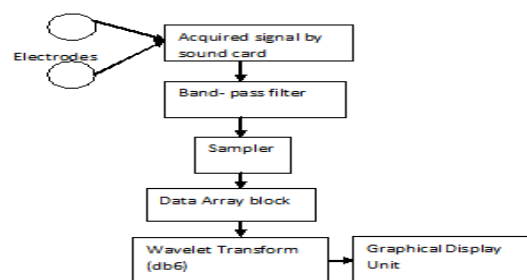 Acquired signal by
sound card
Electrodes
Band- pass filter
Sampler
Data Array block
Wavelet Transform
(db6)
Graphical Display
Unit